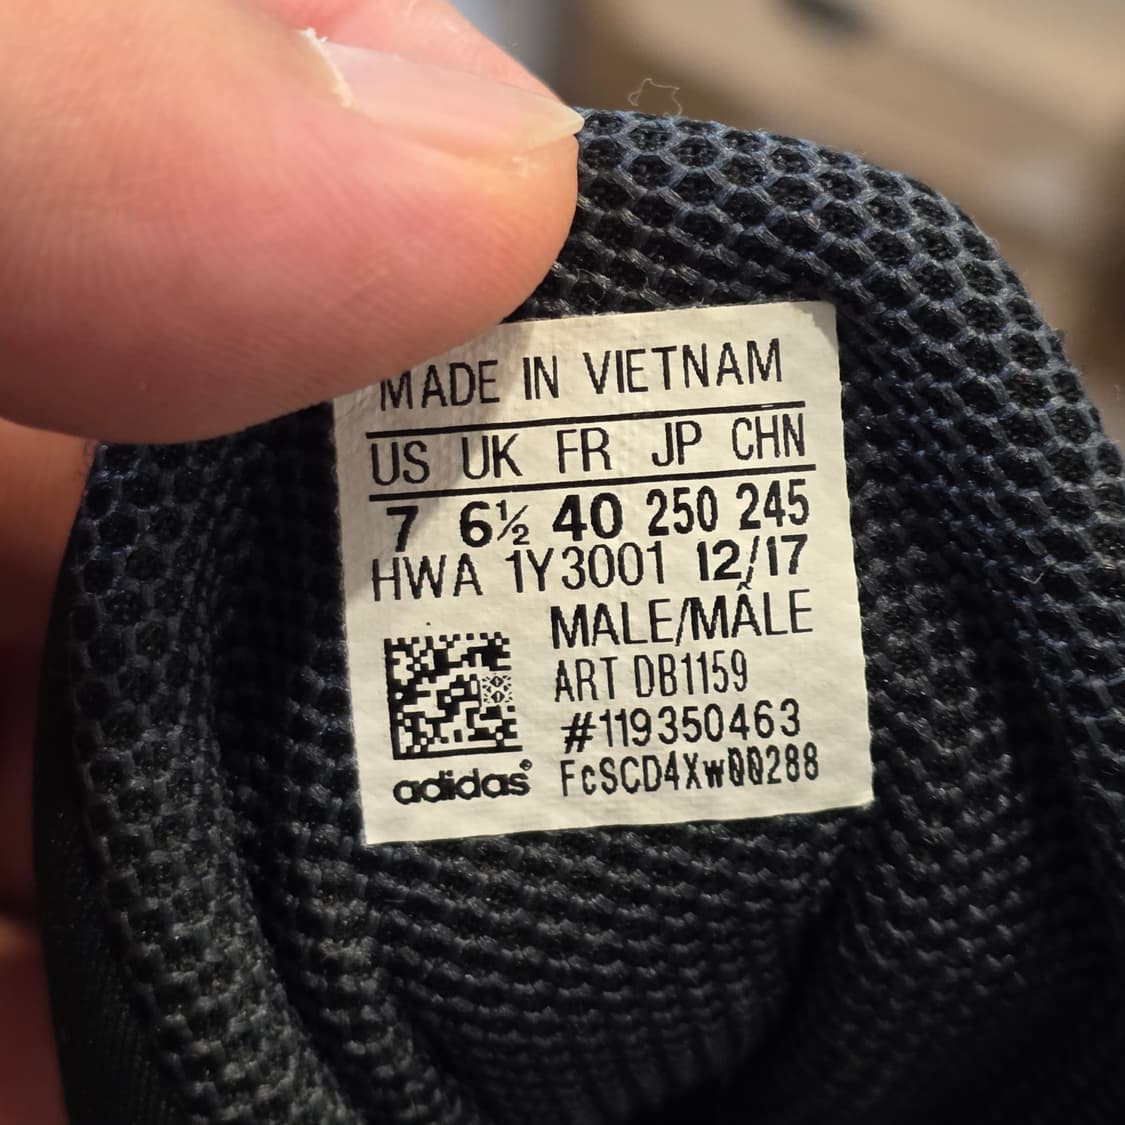 MADE IN VIETNAM
US UK FR JP CHN
7 6½ 40 250 245
HWA 1Y3001 12/17
MALE/MÂLE
ART DB1159
#119350463
adidas® FcSCD4Xw00288